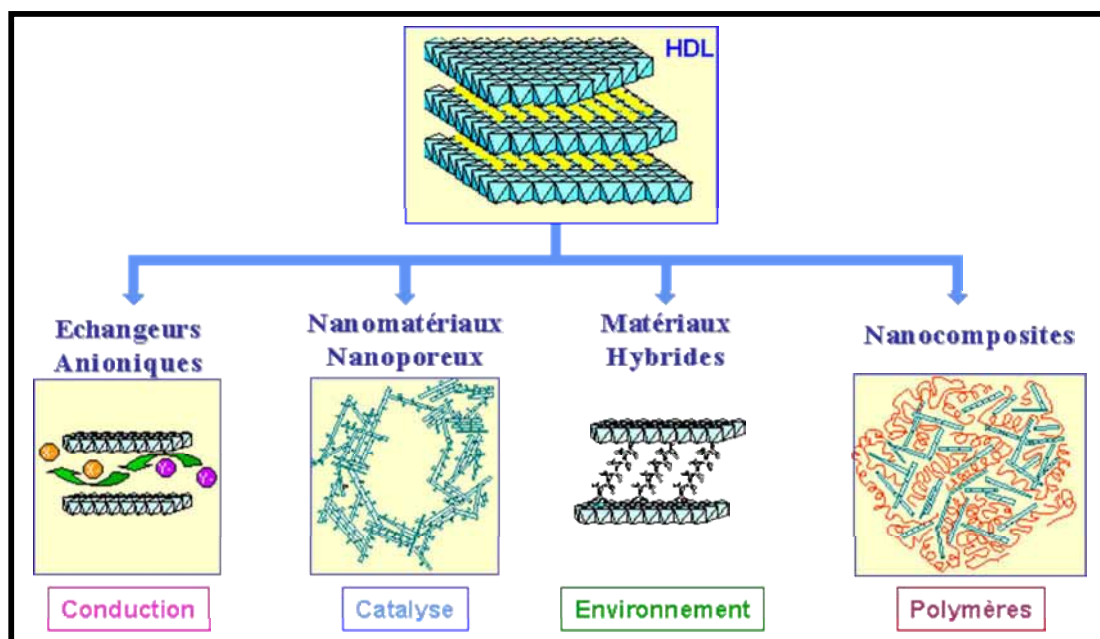 HDL
Echangeurs
Anioniques
Nanomatériaux
Nanoporeux
Matériaux
Hybrides
Nanocomposites
Conduction
Catalyse
Environnement
Polymères